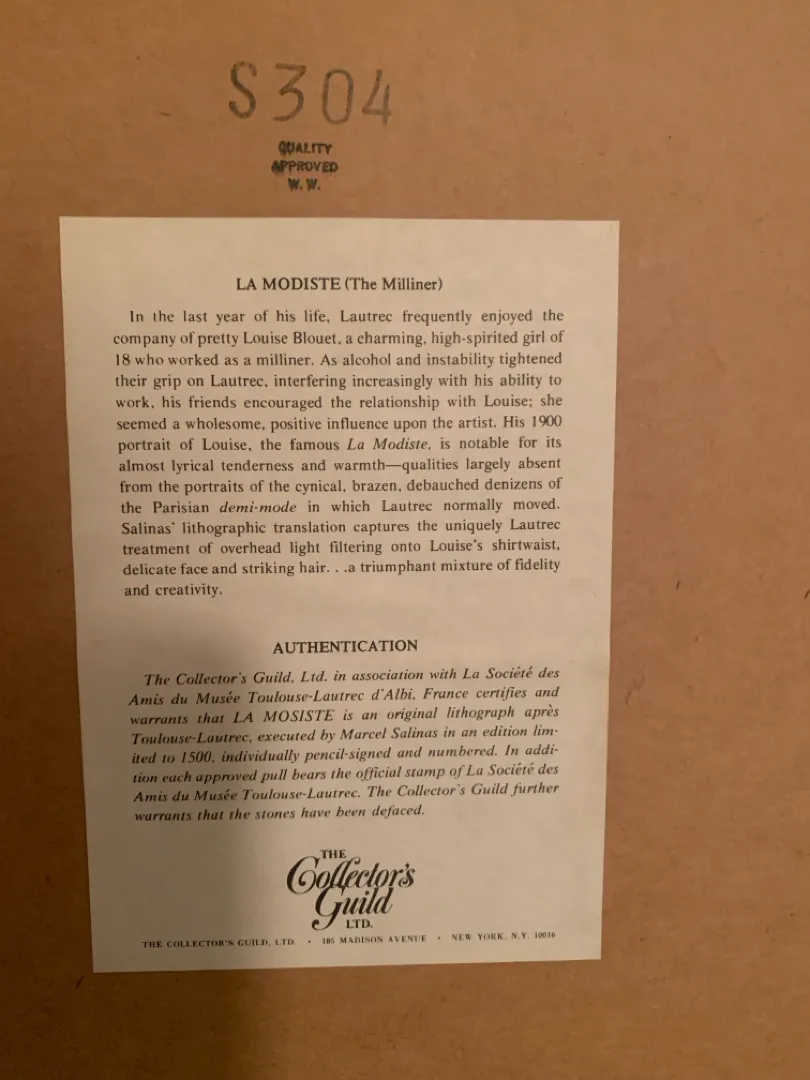 S304
QUALITY
APPROVED
W. W.
LA MODISTE (The Milliner)
In the last year of his life, Lautrec frequently enjoyed the
company of pretty Louise Blouet, a charming, high-spirited girl of
18 who worked as a milliner. As alcohol and instability tightened
their grip on Lautrec, interfering increasingly with his ability to
work, his friends encouraged the relationship with Louise; she
seemed a wholesome, positive influence upon the artist. His 1900
portrait of Louise, the famous La Modiste, is notable for its
almost lyrical tenderness and warmth—qualities largely absent
from the portraits of the cynical, brazen, debauched denizens of
the Parisian demi-mode in which Lautrec normally moved.
Salinas' lithographic translation captures the uniquely Lautrec
treatment of overhead light filtering onto Louise's shirtwaist,
delicate face and striking hair. . .a triumphant mixture of fidelity
and creativity.
AUTHENTICATION
The Collector's Guild, Ltd. in association with La Société des
Amis du Musée Toulouse-Lautrec d'Albi, France certifies and
warrants that LA MOSISTE is an original lithograph après
Toulouse-Lautrec, executed by Marcel Salinas in an edition lim-
ited to 1500, individually pencil-signed and numbered. In addi-
tion each approved pull bears the official stamp of La Société des
Amis du Musée Toulouse-Lautrec. The Collector's Guild further
warrants that the stones have been defaced.
THE
Collector's
Guild
LTD.
THE COLLECTOR'S GUILD, LTD. • 185 MADISON AVENUE • NEW YORK, N.Y. 10016